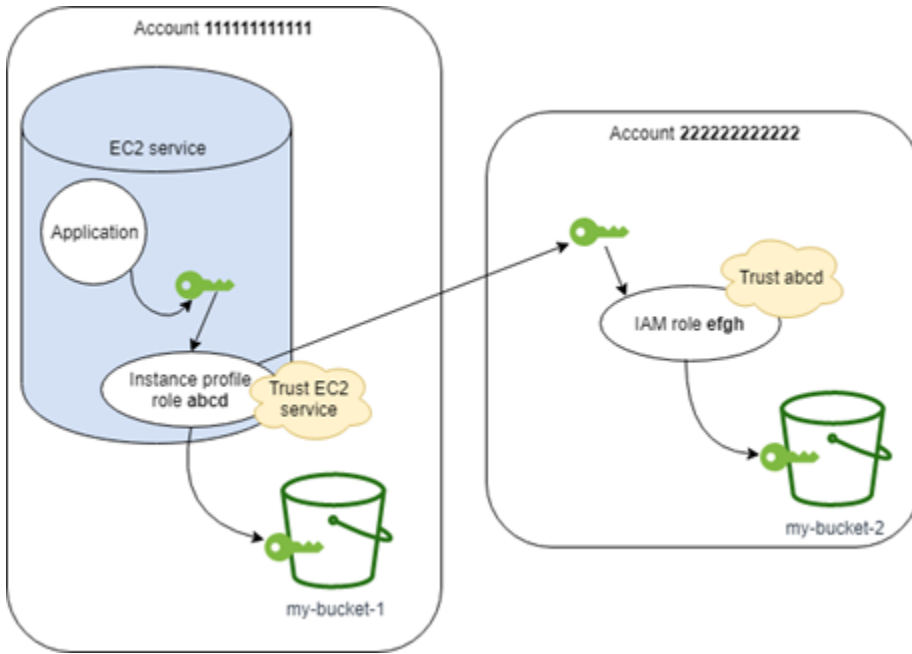 Account 111111111111
EC2 service
Application
Instance profile
role abcd
Trust EC2
service
my-bucket-1
Account 222222222222
Trust abcd
IAM role efgh
my-bucket-2